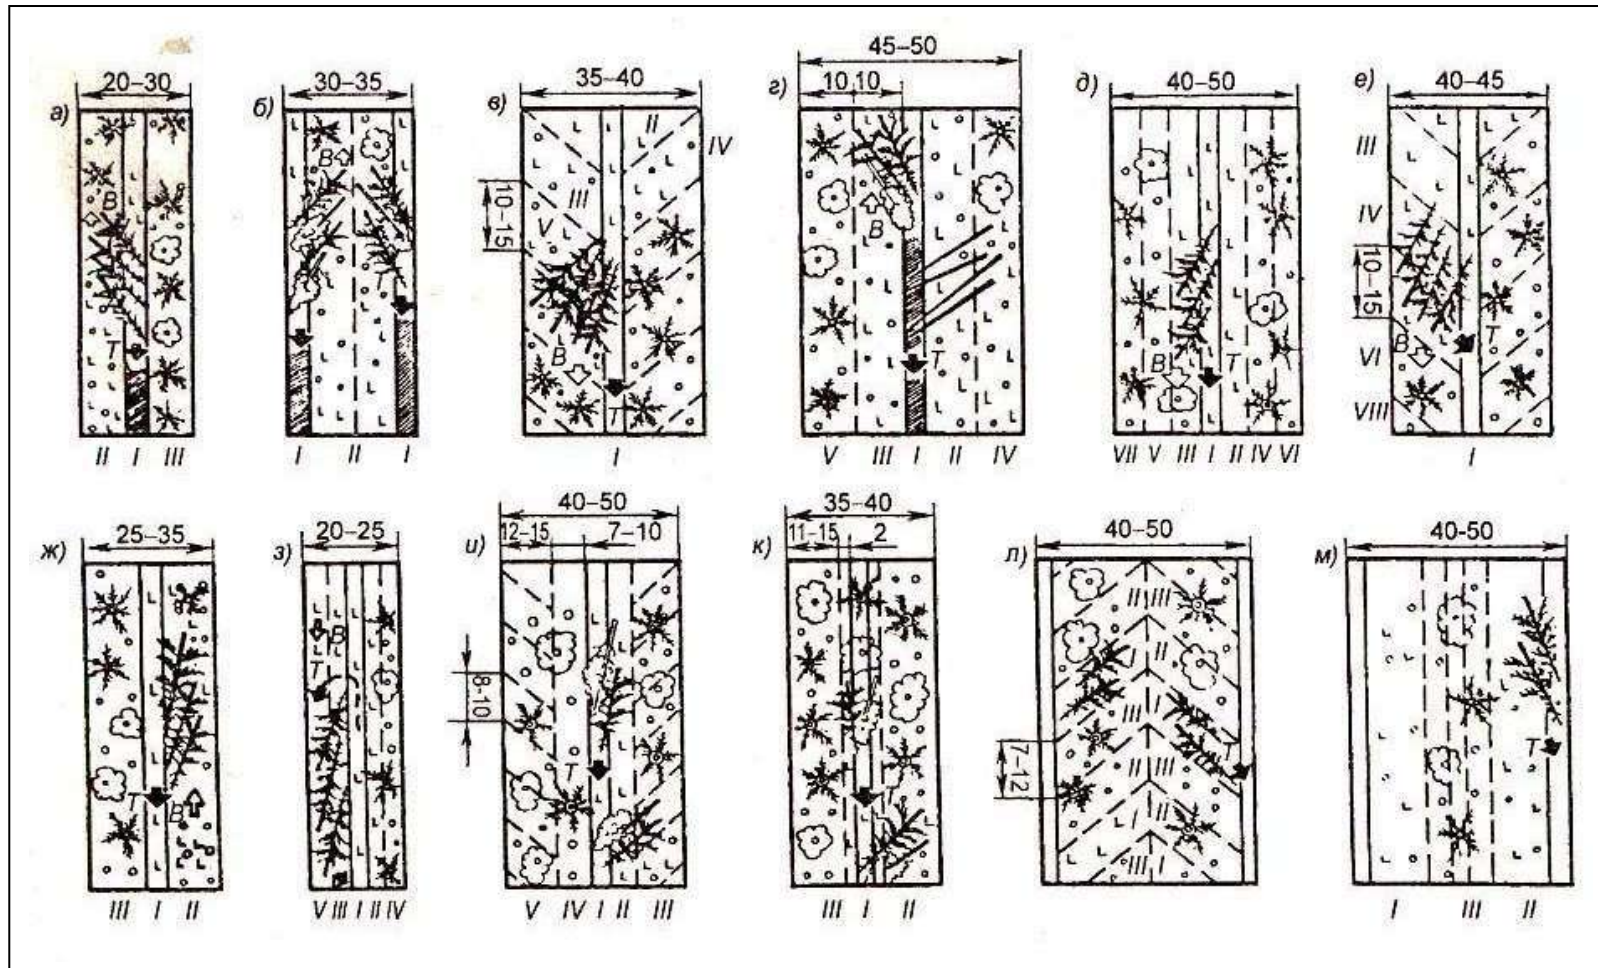 45–50
20–30 30–35 35–40 10,10 40–50 40–45
а) б) в) г) д) е)
II
IV
III
В
В
III
10–15
V
В
IV
10–15
Т
В
Т
В
Т
В
Т
VI
Т
VIII
II I III I II I I V III I II IV VII V III I II IV VI I
40–50 35–40
25–35 20–25 12–15 7–10 11–15 2 40–50 40-50
ж) з) и) к) л) м)
II III
В
II
Т
8–10
III I
Т
Т
Т
Т
В
7–12
II III
I II
III I
III I II V III I II IV V IV I II III III I II I III II